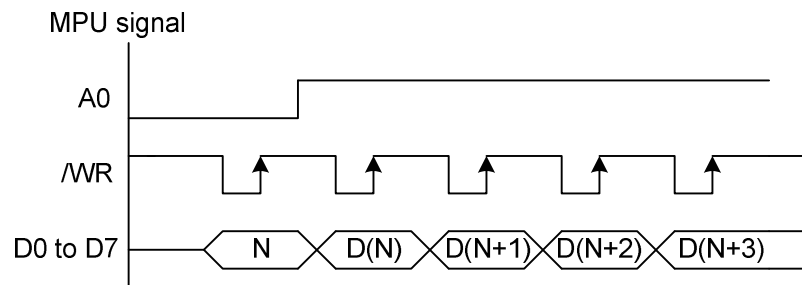 MPU signal
A0
/WR
D0 to D7 N D(N) D(N+1) D(N+2) D(N+3)